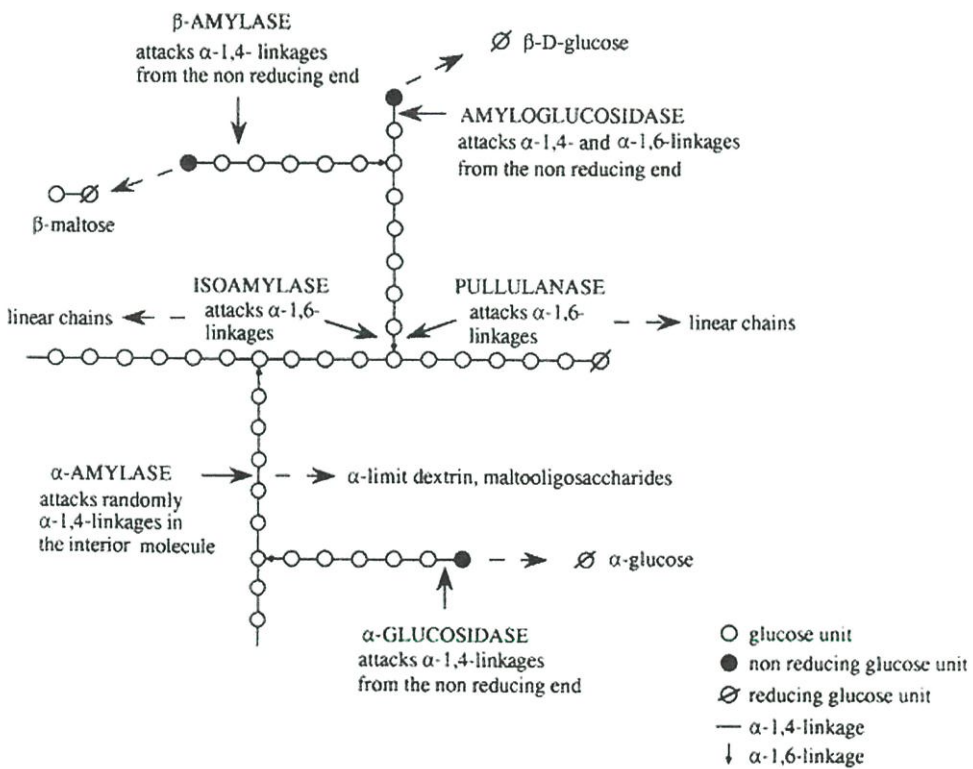 β-AMYLASE
attacks α-1,4- linkages
from the non reducing end
β-D-glucose
AMYLOGLUCOSIDASE
attacks α-1,4- and α-1,6-linkages
from the non reducing end
β-maltose
ISOAMYLASE
attacks α-1,6-
linkages
PULLULANASE
attacks α-1,6-
linkages
linear chains
linear chains
α-AMYLASE
attacks randomly
α-1,4-linkages in
the interior molecule
α-limit dextrin, maltooligosaccharides
α-glucose
α-GLUCOSIDASE
attacks α-1,4-linkages
from the non reducing end
glucose unit
non reducing glucose unit
reducing glucose unit
α-1,4-linkage
α-1,6-linkage